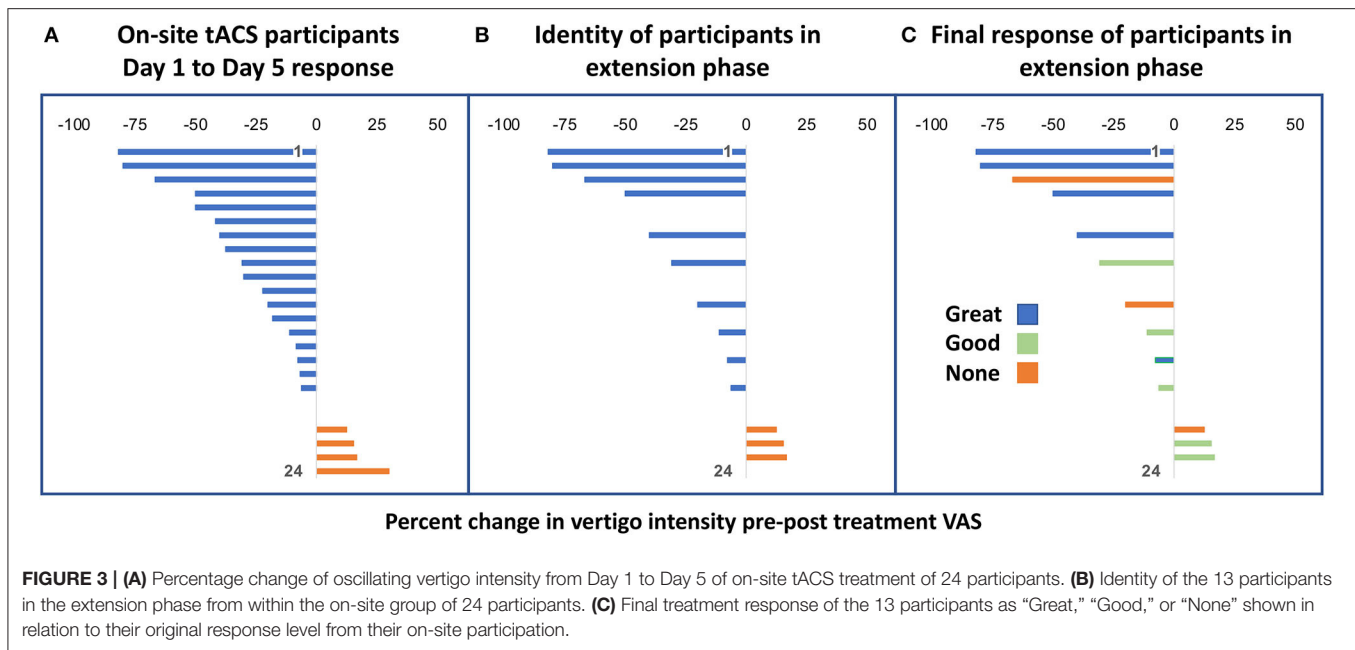 A On-site tACS participants
Day 1 to Day 5 response
B Identity of participants in
extension phase
C Final response of participants in
extension phase
-100 -75 -50 -25 0 25 50
-100 -75 -50 -25 0 25 50
-100 -75 -50 -25 0 25 50
1
1
1
Great
Good
None
24
24
24
Percent change in vertigo intensity pre-post treatment VAS
FIGURE 3 | (A) Percentage change of oscillating vertigo intensity from Day 1 to Day 5 of on-site tACS treatment of 24 participants. (B) Identity of the 13 participants
in the extension phase from within the on-site group of 24 participants. (C) Final treatment response of the 13 participants as “Great,” “Good,” or “None” shown in
relation to their original response level from their on-site participation.